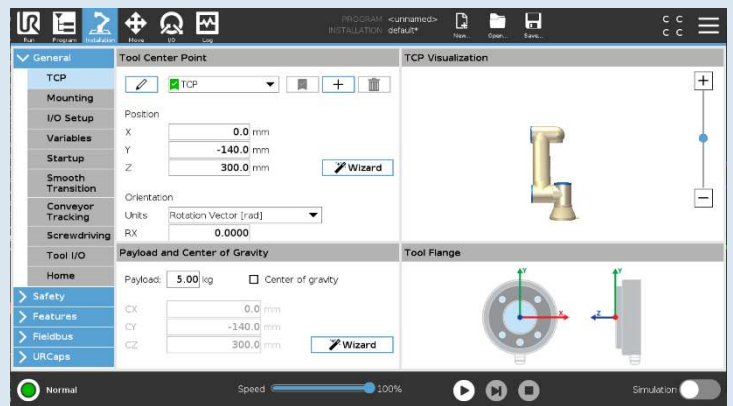 UR
PROGRAM <unnamed>
INSTALLATION default*
Run Program Installation Move I/O Log
New... Open... Save...
C C
C C
General
TCP
Mounting
I/O Setup
Variables
Startup
Smooth
Transition
Conveyor
Tracking
Screwdriving
Tool I/O
Home
Safety
Features
Fieldbus
URCaps
Tool Center Point
TCP
Position
X 0.0 mm
Y -140.0 mm
Z 300.0 mm
Wizard
Orientation
Units Rotation Vector [rad]
RX 0.0000
Payload and Center of Gravity
Payload: 5.00 kg Center of gravity
CX 0.0 mm
CY -140.0 mm
CZ 300.0 mm
Wizard
TCP Visualization
Tool Flange
Y
X
Y
Z
Normal
Speed 100%
Simulation